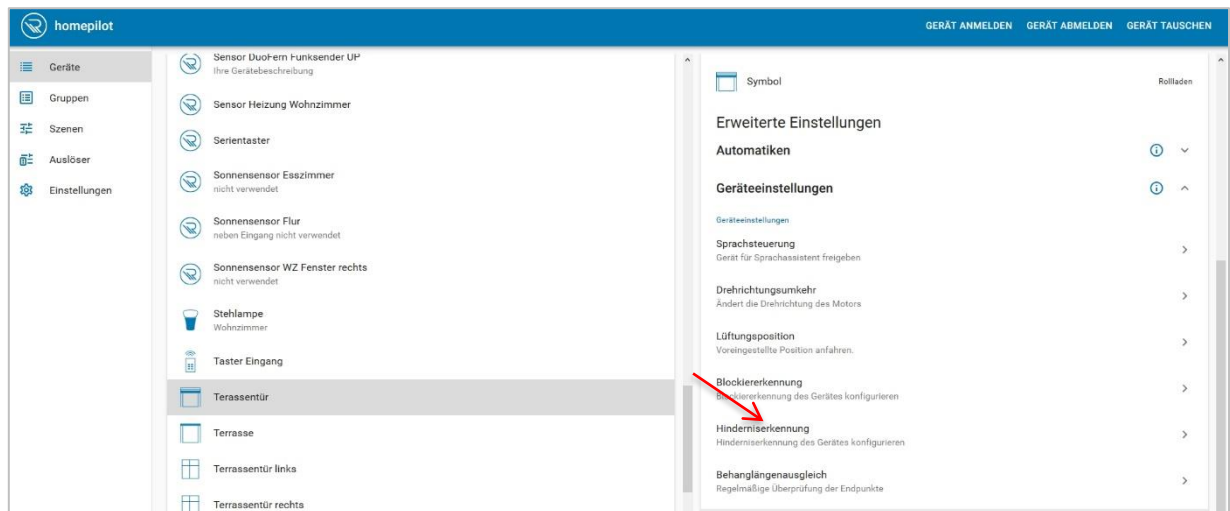 homepilot
GERÄT ANMELDEN GERÄT ABMELDEN GERÄT TAUSCHEN
Geräte
Gruppen
Szenen
Auslöser
Einstellungen
Sensor DuoFern Funksender UP
Ihre Gerätebeschreibung
Sensor Heizung Wohnzimmer
Serientaster
Sonnensensor Esszimmer
nicht verwendet
Sonnensensor Flur
neben Eingang nicht verwendet
Sonnensensor WZ Fenster rechts
nicht verwendet
Stehlampe
Wohnzimmer
Taster Eingang
Terassentür
Terrasse
Terrassentür links
Terrassentür rechts
Symbol Rollladen
Erweiterte Einstellungen
Automatiken
Geräteeinstellungen
Geräteeinstellungen
Sprachsteuerung
Gerät für Sprachassistent freigeben
Drehrichtungsumkehr
Ändert die Drehrichtung des Motors
Lüftungsposition
Voreingestellte Position anfahren.
Blockiererkennung
Blockiererkennung des Gerätes konfigurieren
Hinderniserkennung
Hinderniserkennung des Gerätes konfigurieren
Behanglängenausgleich
Regelmäßige Überprüfung der Endpunkte